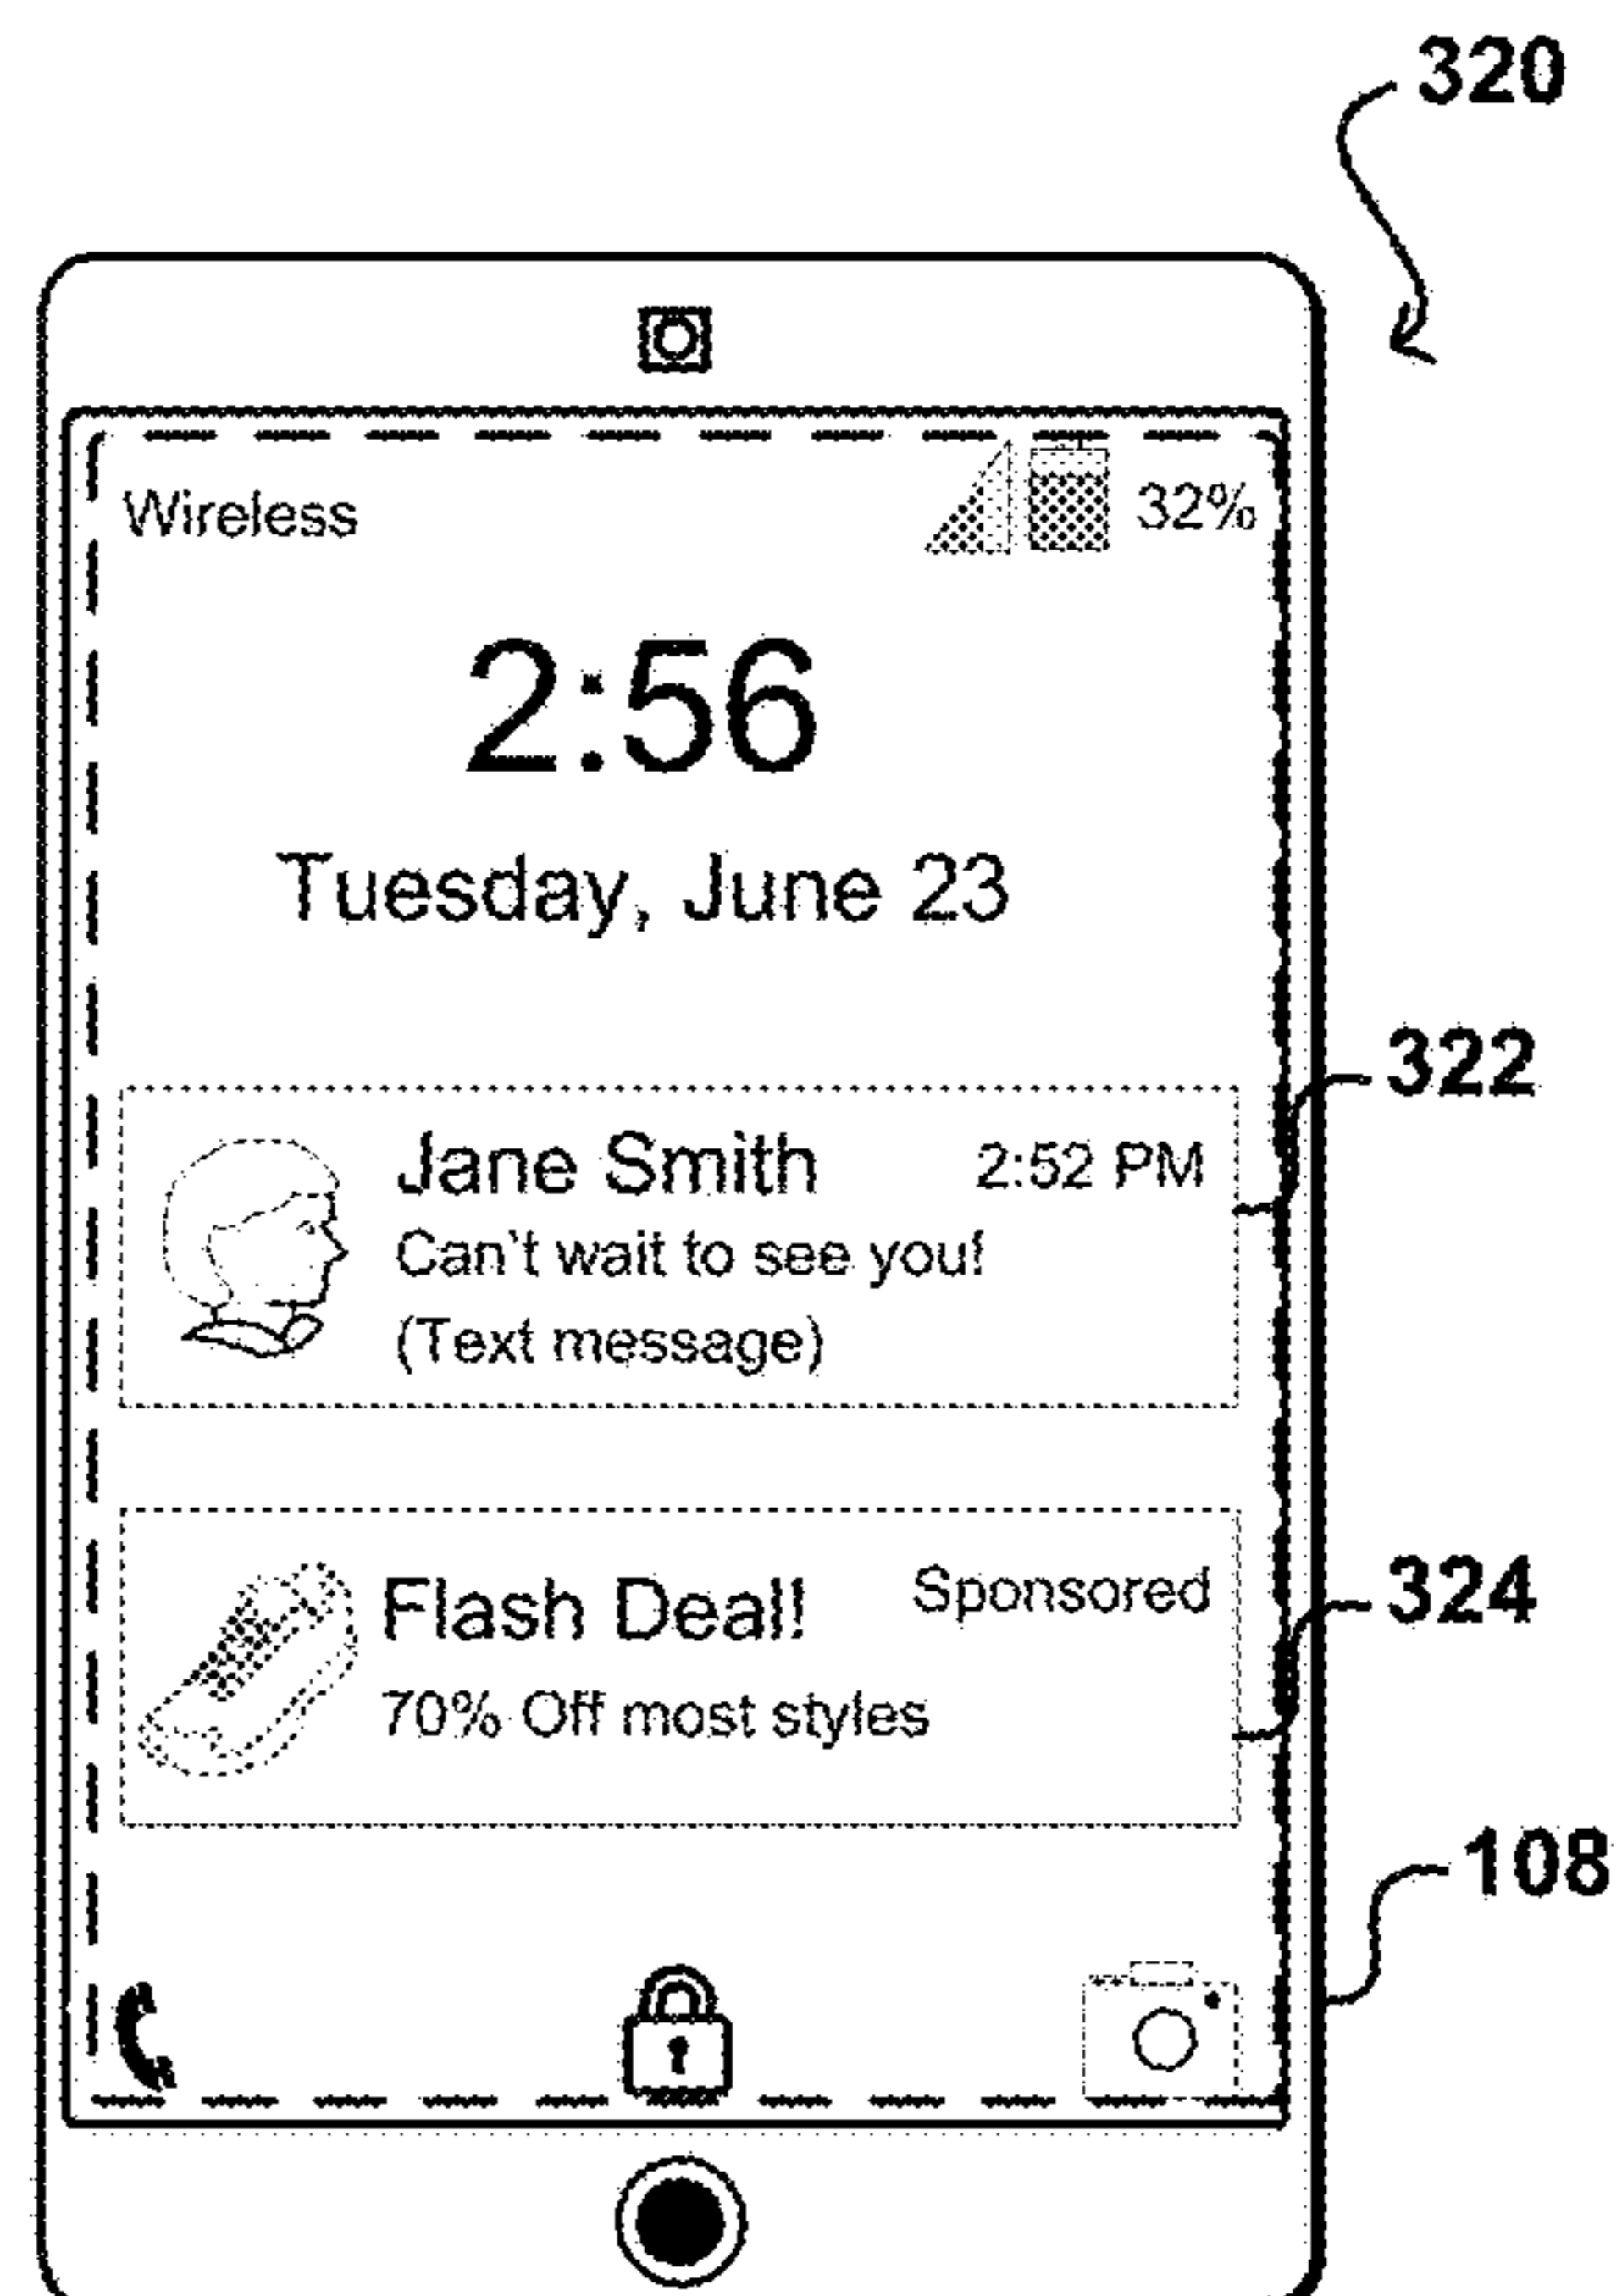 320
Wireless 32%
2:56
Tuesday, June 23
322
Jane Smith 2:52 PM
Can't wait to see you!
(Text message)
324
Flash Deal! Sponsored
70% Off most styles
108